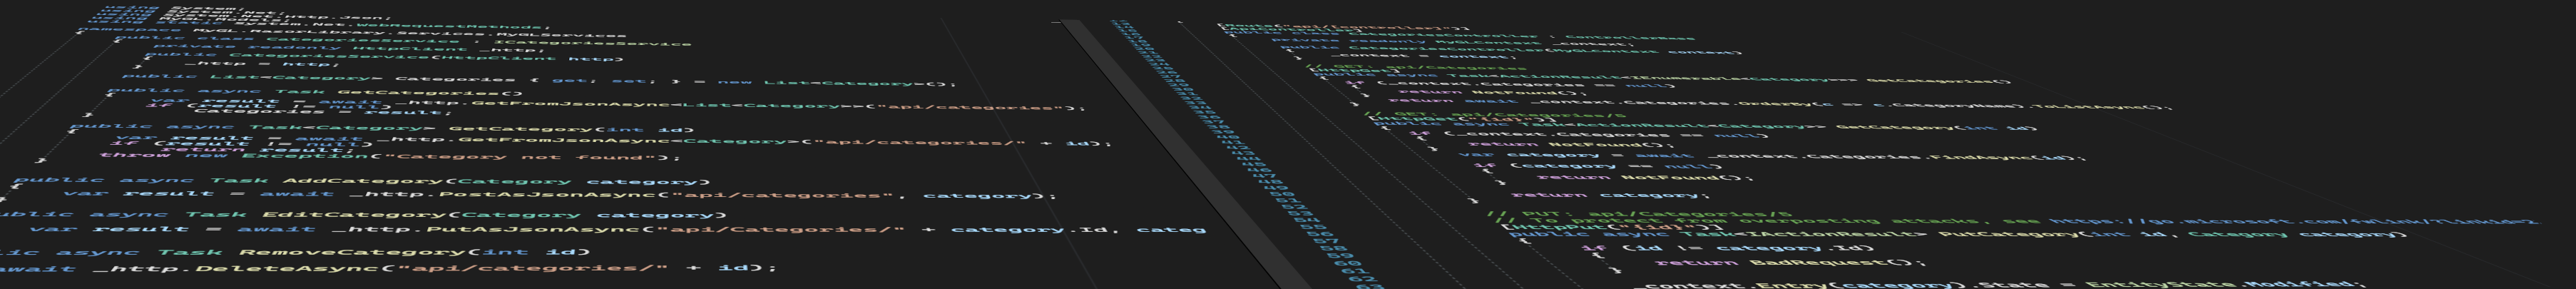 using System;
using System.Net;
using System.Net.Http.Json;
using MyGL.Models;
using static System.Net.WebRequestMethods;
namespace MyGL.RazorLibrary.Services.MyGLServices
{
public class CategoriesService : ICategoriesService
{
private readonly HttpClient _http;
public CategoriesService(HttpClient http)
{
_http = http;
}
public List<Category> Categories { get; set; } = new List<Category>();
public async Task GetCategories()
{
var result = await _http.GetFromJsonAsync<List<Category>>("api/categories");
if (result != null)
Categories = result;
}
public async Task<Category> GetCategory(int id)
{
var result = await _http.GetFromJsonAsync<Category>("api/categories/" + id);
if (result != null)
return result;
throw new Exception("Category not found");
}
public async Task AddCategory(Category category)
{
var result = await _http.PostAsJsonAsync("api/categories", category);
}
ublic async Task EditCategory(Category category)
var result = await _http.PutAsJsonAsync("api/Categories/" + category.Id, categ
ic async Task RemoveCategory(int id)
await _http.DeleteAsync("api/categories/" + id);
[Route("api/[controller]")]
[ApiController]
public class CategoriesController : ControllerBase
{
private readonly MyGLContext _context;
public CategoriesController(MyGLContext context)
{
_context = context;
}
// GET: api/Categories
[HttpGet]
public async Task<ActionResult<IEnumerable<Category>>> GetCategories()
{
if (_context.Categories == null)
{
return NotFound();
}
return await _context.Categories.OrderBy(c => c.CategoryName).ToListAsync();
}
// GET: api/Categories/5
[HttpGet("{id}")]
public async Task<ActionResult<Category>> GetCategory(int id)
{
if (_context.Categories == null)
{
return NotFound();
}
var category = await _context.Categories.FindAsync(id);
if (category == null)
{
return NotFound();
}
return category;
}
// PUT: api/Categories/5
// To protect from overposting attacks, see https://go.microsoft.com/fwlink/?linkid=2
[HttpPut("{id}")]
public async Task<IActionResult> PutCategory(int id, Category category)
{
if (id != category.Id)
{
return BadRequest();
}
_context.Entry(category).State = EntityState.Modified;